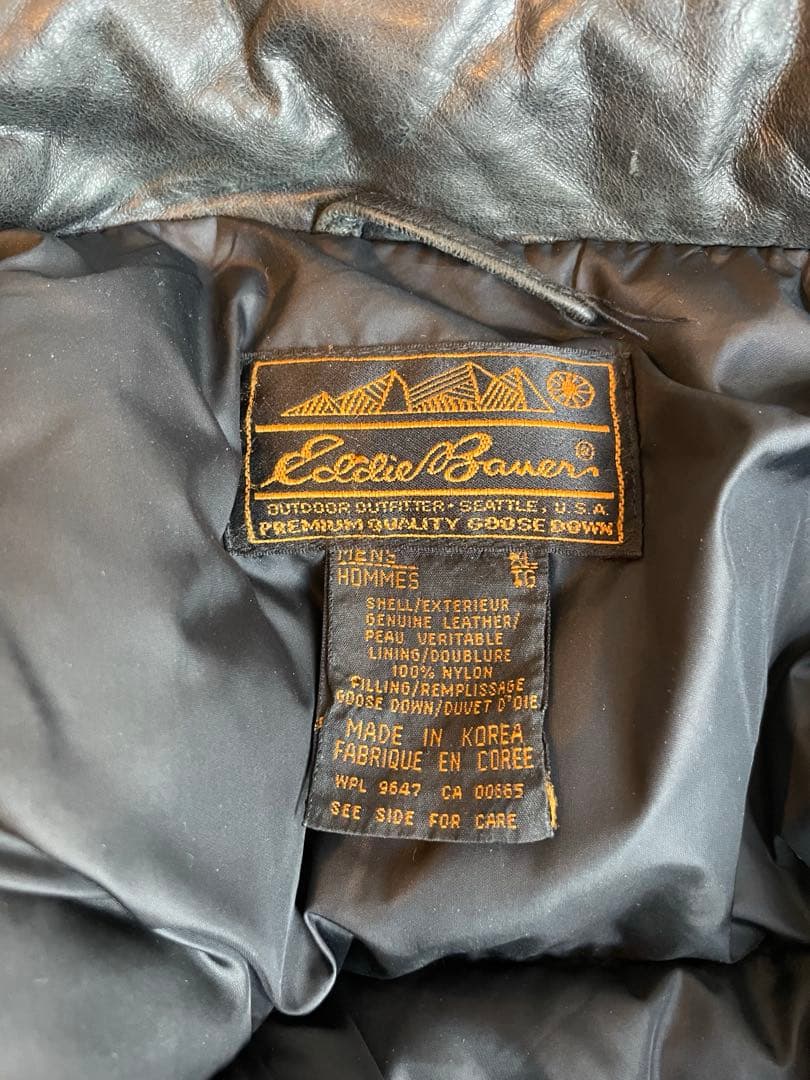 Eddie Bauer®
OUTDOOR OUTFITTER · SEATTLE, U.S.A.
PREMIUM QUALITY GOOSE DOWN
MENS XL
HOMMES TG
SHELL/EXTERIEUR
GENUINE LEATHER/
PEAU VERITABLE
LINING/DOUBLURE
100% NYLON
FILLING/REMPLISSAGE
GOOSE DOWN/DUVET D'OIE
MADE IN KOREA
FABRIQUE EN COREE
WPL 9647 CA 00665
SEE SIDE FOR CARE